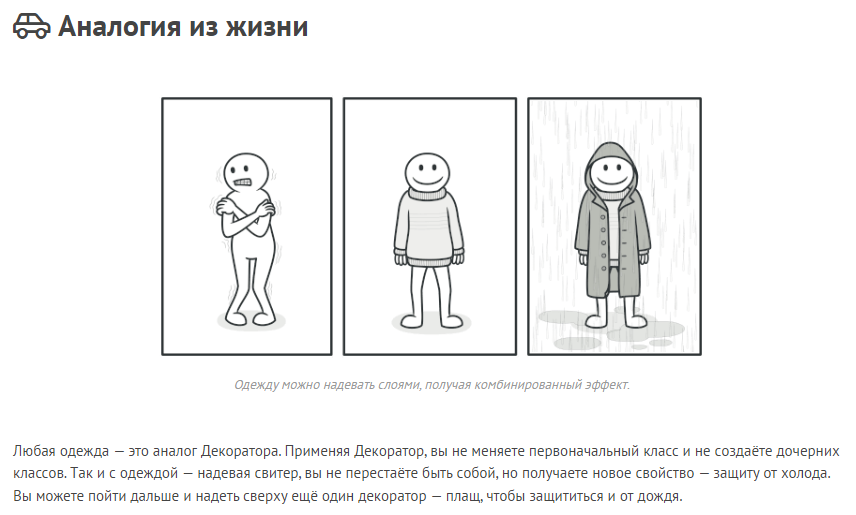 Аналогия из жизни
Одежду можно надевать слоями, получая комбинированный эффект.
Любая одежда — это аналог Декоратора. Применяя Декоратор, вы не меняете первоначальный класс и не создаёте дочерних
классов. Так и с одеждой — надевая свитер, вы не перестаёте быть собой, но получаете новое свойство — защиту от холода.
Вы можете пойти дальше и надеть сверху ещё один декоратор — плащ, чтобы защититься и от дождя.